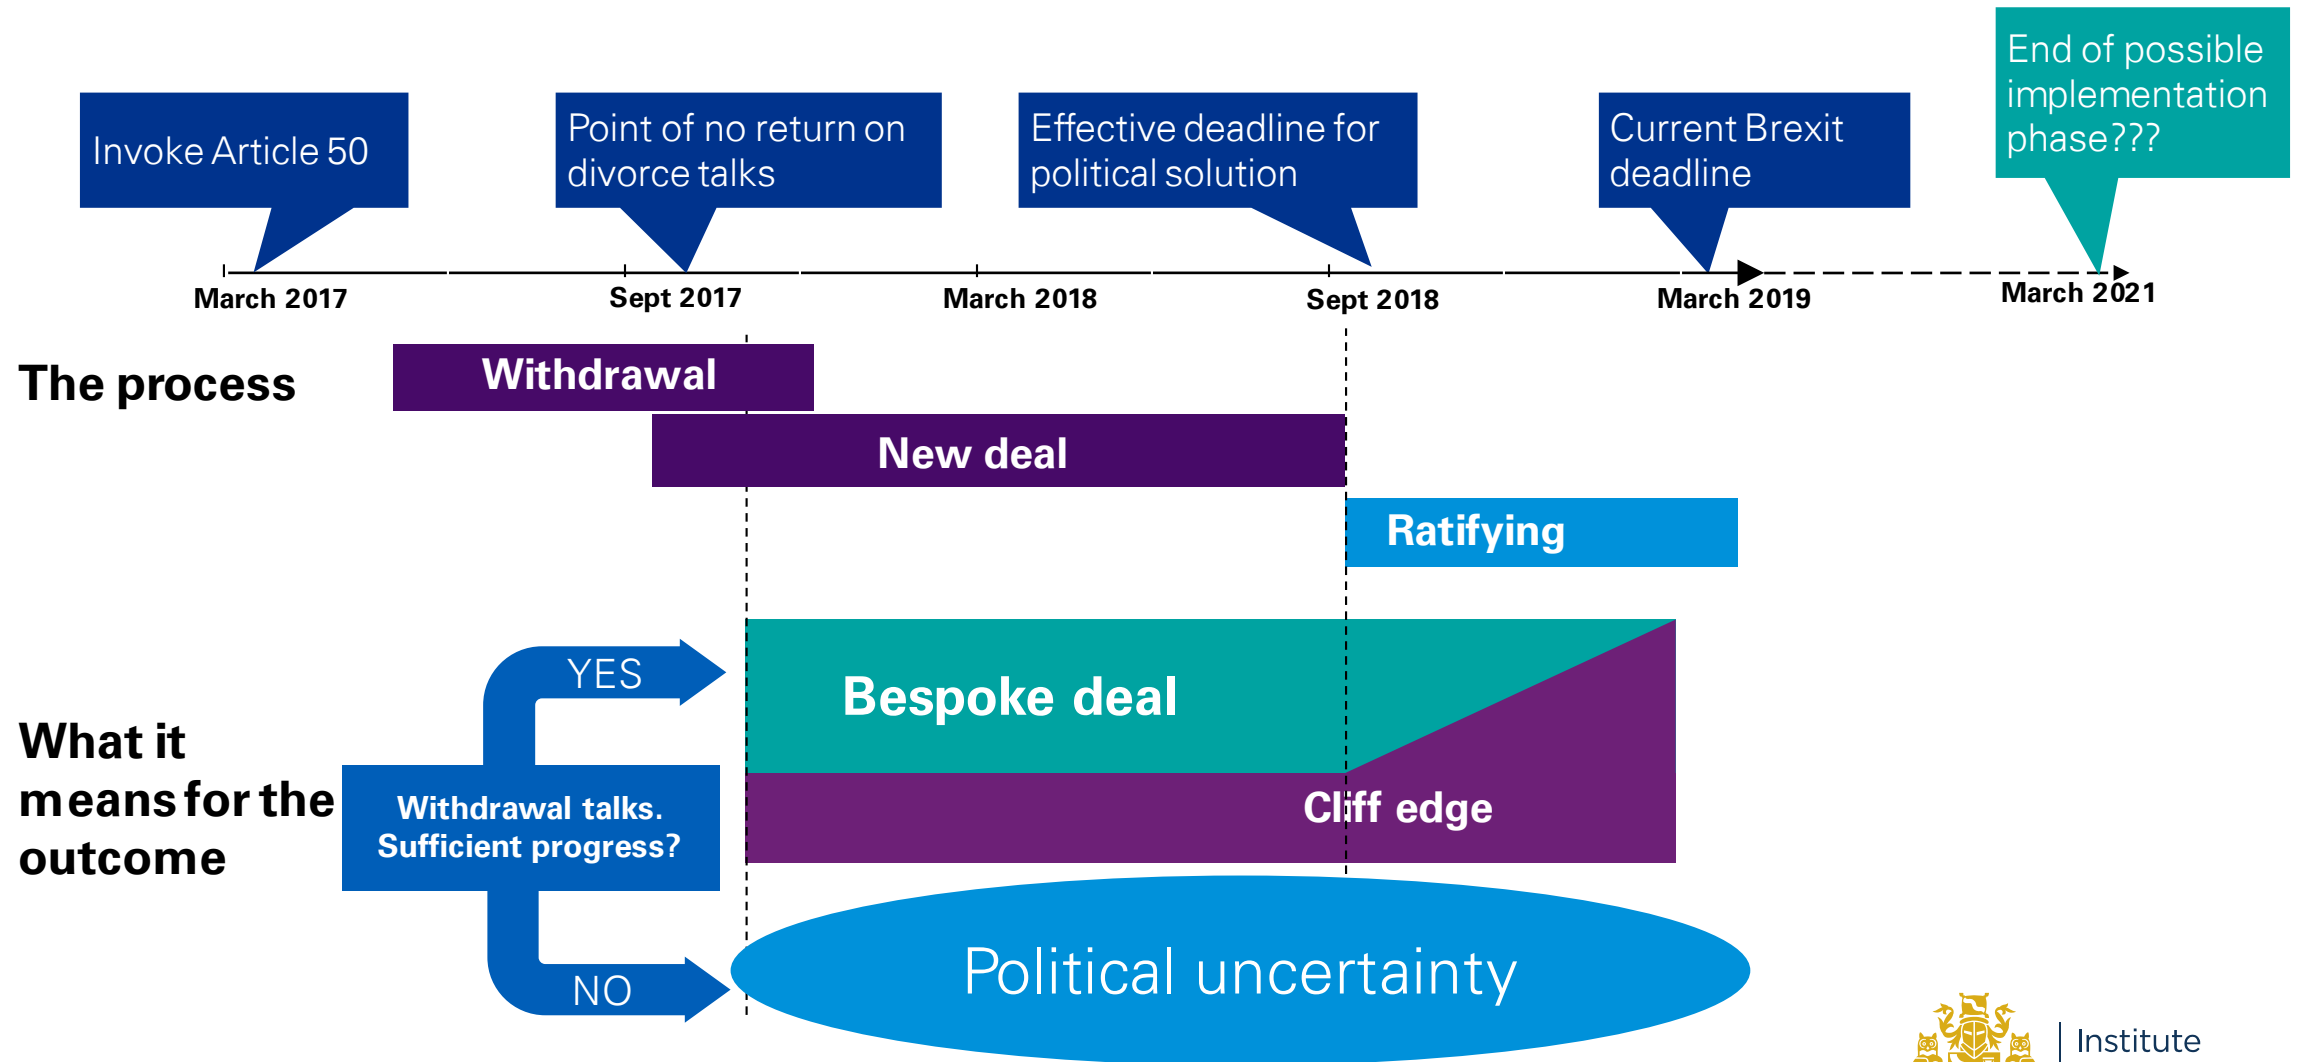 End of possible
implementation
phase???
Invoke Article 50
Point of no return on
divorce talks
Effective deadline for
political solution
Current Brexit
deadline
March 2017
Sept 2017
March 2018
Sept 2018
March 2019
March 2021
The process
Withdrawal
New deal
Ratifying
What it
means for the
outcome
YES
Withdrawal talks.
Sufficient progress?
NO
Bespoke deal
Cliff edge
Political uncertainty
Institute